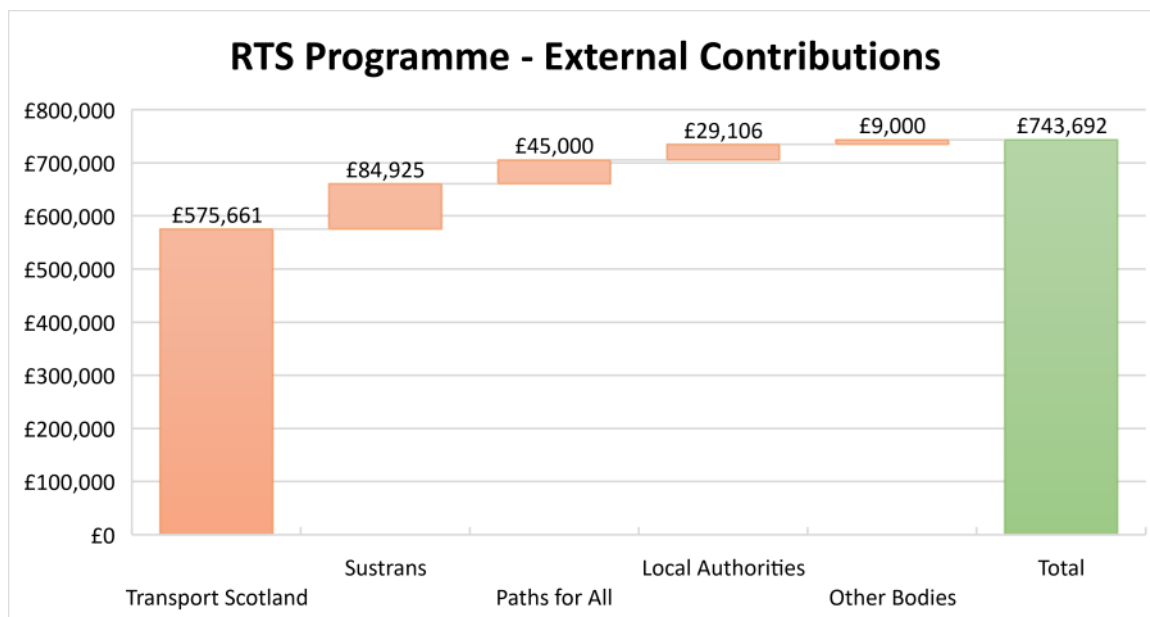 RTS Programme - External Contributions
£800,000
£700,000
£600,000
£500,000
£400,000
£300,000
£200,000
£100,000
£0
£575,661
£84,925
£45,000
£29,106
£9,000
£743,692
Transport Scotland
Sustrans
Paths for All
Local Authorities
Other Bodies
Total